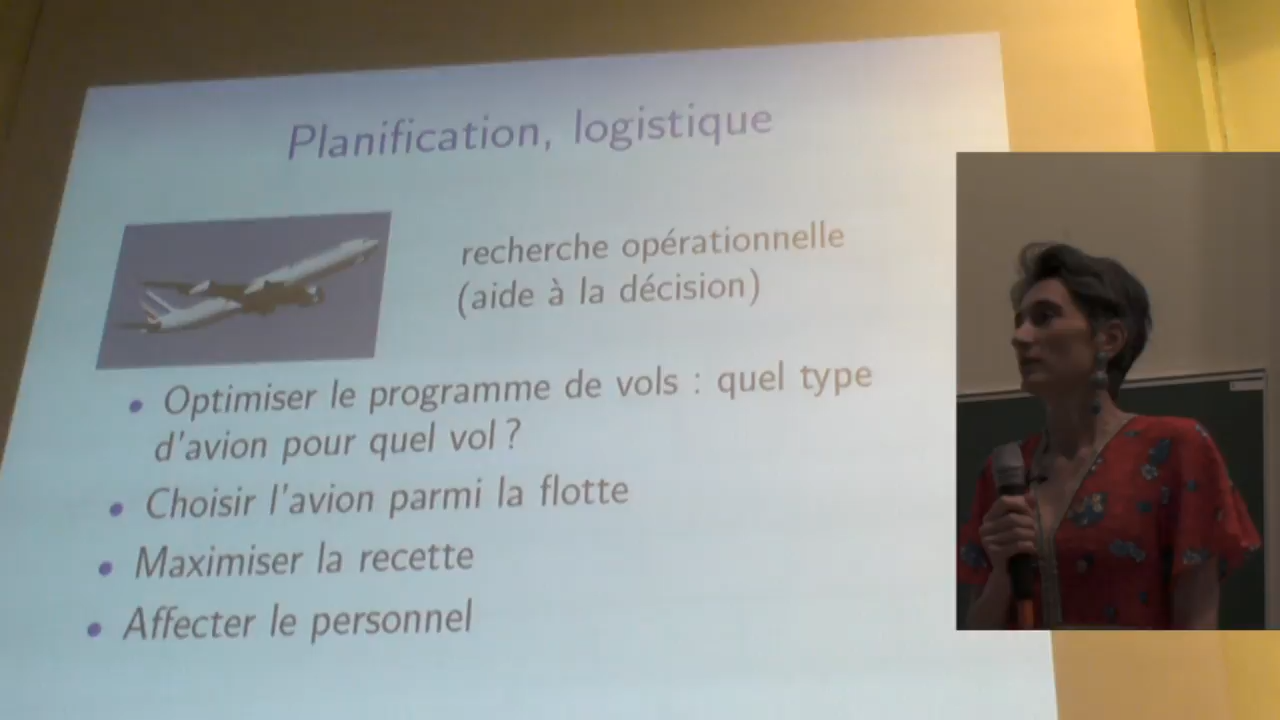 Planification, logistique
recherche opérationnelle
(aide à la décision)
• Optimiser le programme de vols : quel type
d'avion pour quel vol ?
• Choisir l'avion parmi la flotte
• Maximiser la recette
• Affecter le personnel